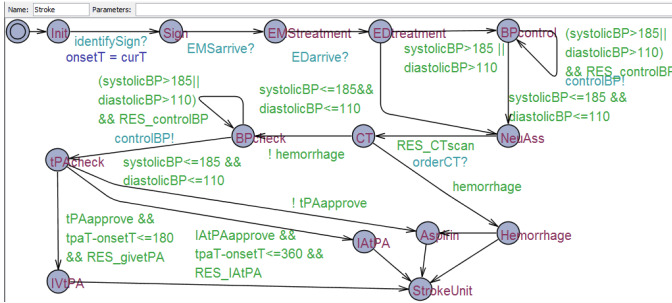 Name: Stroke Parameters:
Init
Sign
EMStreatment
EDtreatment
BPcontrol
identifySign?
onsetT = curT
EMSarrive?
EDarrive?
systolicBP>185 ||
diastolicBP>110
(systolicBP>185||
diastolicBP>110)
&& RES_controlBP
controlBP!
systolicBP<=185 &&
diastolicBP<=110
(systolicBP>185||
diastolicBP>110)
&& RES_controlBP
controlBP!
systolicBP<=185&&
diastolicBP<=110
BPcheck
CT
NeuAss
RES_CTscan
orderCT?
! hemorrhage
hemorrhage
tPAcheck
systolicBP<=185 &&
diastolicBP<=110
! tPAapprove
tPAapprove &&
tpaT-onsetT<=180
&& RES_givetPA
IAtPAapprove &&
tpaT-onsetT<=360 &&
RES_IAtPA
IAtPA
Aspirin
Hemorrhage
IVtPA
StrokeUnit